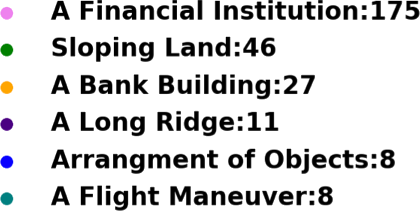 A Financial Institution:175
Sloping Land:46
A Bank Building:27
A Long Ridge:11
Arrangment of Objects:8
A Flight Maneuver:8